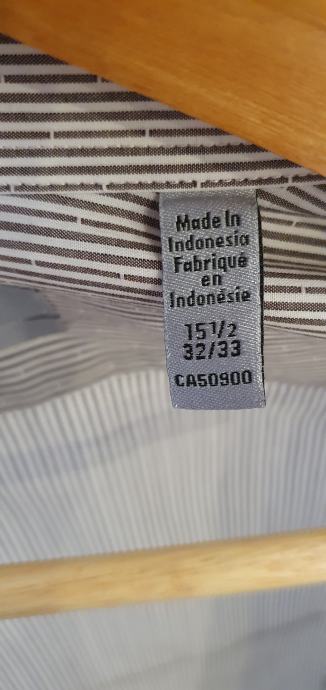 Made In
Indonesia
Fabriqué
en
Indonésie
15 1/2
32/33
CA50900